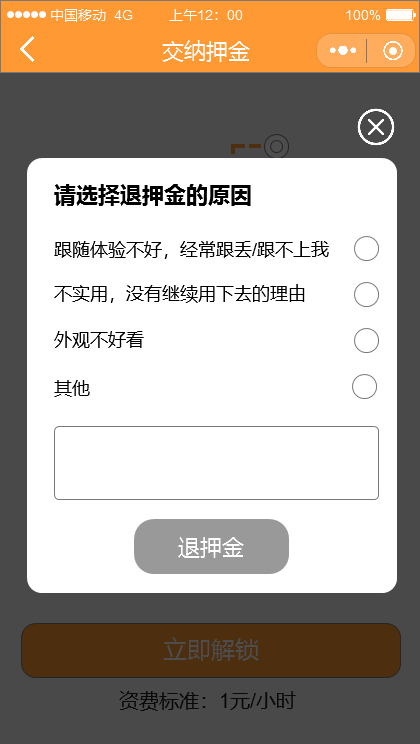 中国移动 4G 上午12：00 100%
交纳押金
请选择退押金的原因
跟随体验不好，经常跟丢/跟不上我
不实用，没有继续用下去的理由
外观不好看
其他
退押金
立即解锁
资费标准：1元/小时